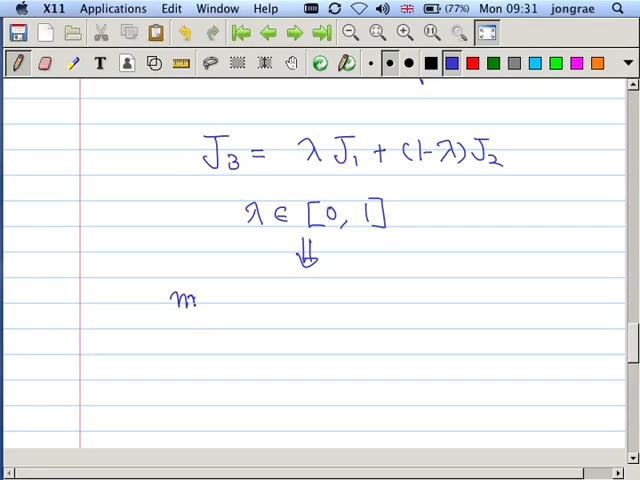 X11 Applications Edit Window Help (77%) Mon 09:31 jongrae
J₃ = λ J₁ + (1-λ) J₂
λ ∈ [0, 1]
⇓
m